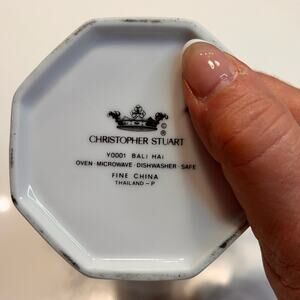 ©
®
CHRISTOPHER STUART
Y0001 BALI HAI
OVEN · MICROWAVE · DISHWASHER · SAFE
FINE CHINA
THAILAND – P